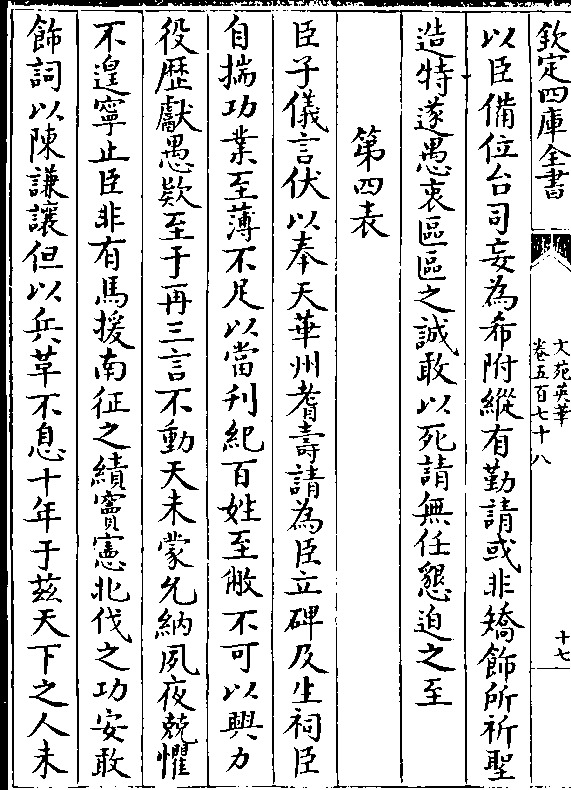 欽定四庫全書
文苑英華
卷五百七十八
十七
以臣備位台司妄為希附縱有勤請或非矯飾所祈聖
造特遂愚衷區區之誠敢以死請無任懇迫之至
第四表
臣子儀言伏以奉天華州耆壽請為臣立碑及生祠臣
自揣功業至薄不足以當刋紀百姓至敝不可以興力
役歴獻愚欵至于再三言不動天未蒙允納夙夜兢懼
不遑寧止臣非有馬援南征之績竇憲北伐之功安敢
飾詞以陳謙讓但以兵革不息十年于兹天下之人未